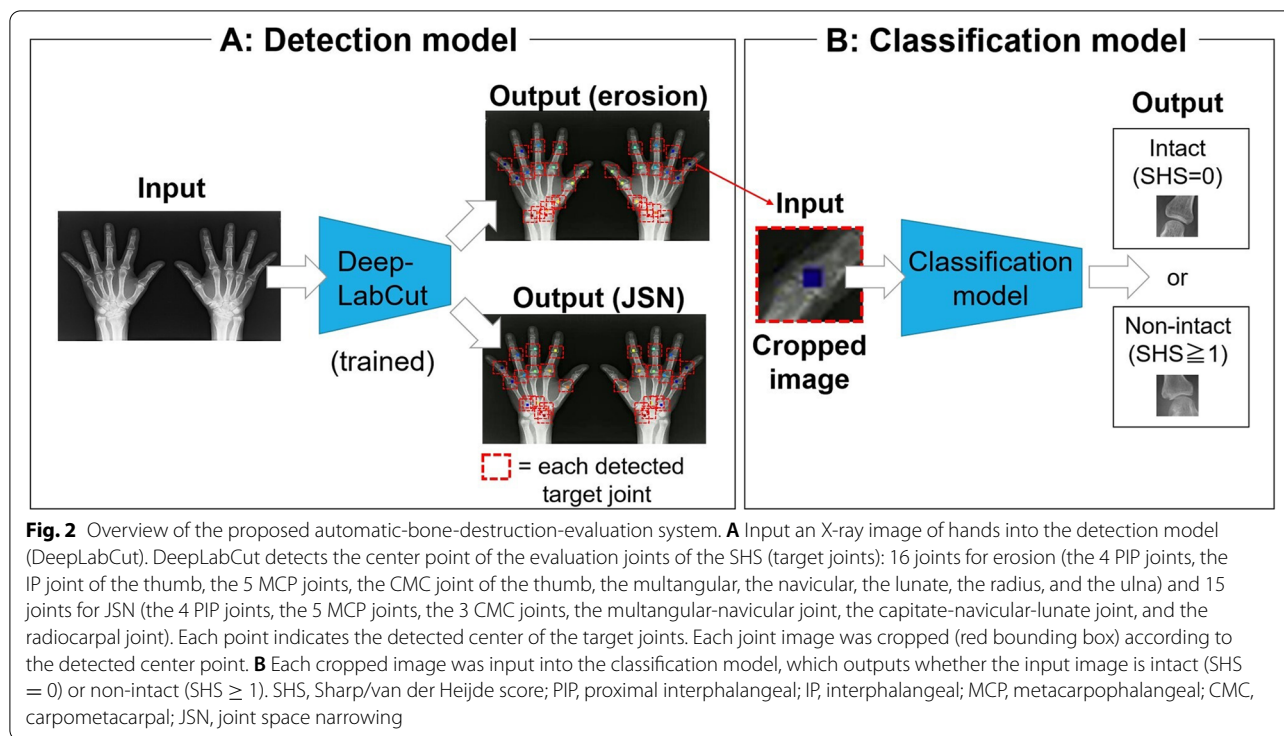 A: Detection model
Input
Deep-
LabCut
(trained)
Output (erosion)
Output (JSN)
= each detected
target joint
B: Classification model
Input
Cropped
image
Classification
model
Output
Intact
(SHS=0)
or
Non-intact
(SHS≧1)
Fig. 2 Overview of the proposed automatic-bone-destruction-evaluation system. A Input an X-ray image of hands into the detection model
(DeepLabCut). DeepLabCut detects the center point of the evaluation joints of the SHS (target joints): 16 joints for erosion (the 4 PIP joints, the
IP joint of the thumb, the 5 MCP joints, the CMC joint of the thumb, the multangular, the navicular, the lunate, the radius, and the ulna) and 15
joints for JSN (the 4 PIP joints, the 5 MCP joints, the 3 CMC joints, the multangular-navicular joint, the capitate-navicular-lunate joint, and the
radiocarpal joint). Each point indicates the detected center of the target joints. Each joint image was cropped (red bounding box) according to
the detected center point. B Each cropped image was input into the classification model, which outputs whether the input image is intact (SHS
= 0) or non-intact (SHS ≥ 1). SHS, Sharp/van der Heijde score; PIP, proximal interphalangeal; IP, interphalangeal; MCP, metacarpophalangeal; CMC,
carpometacarpal; JSN, joint space narrowing